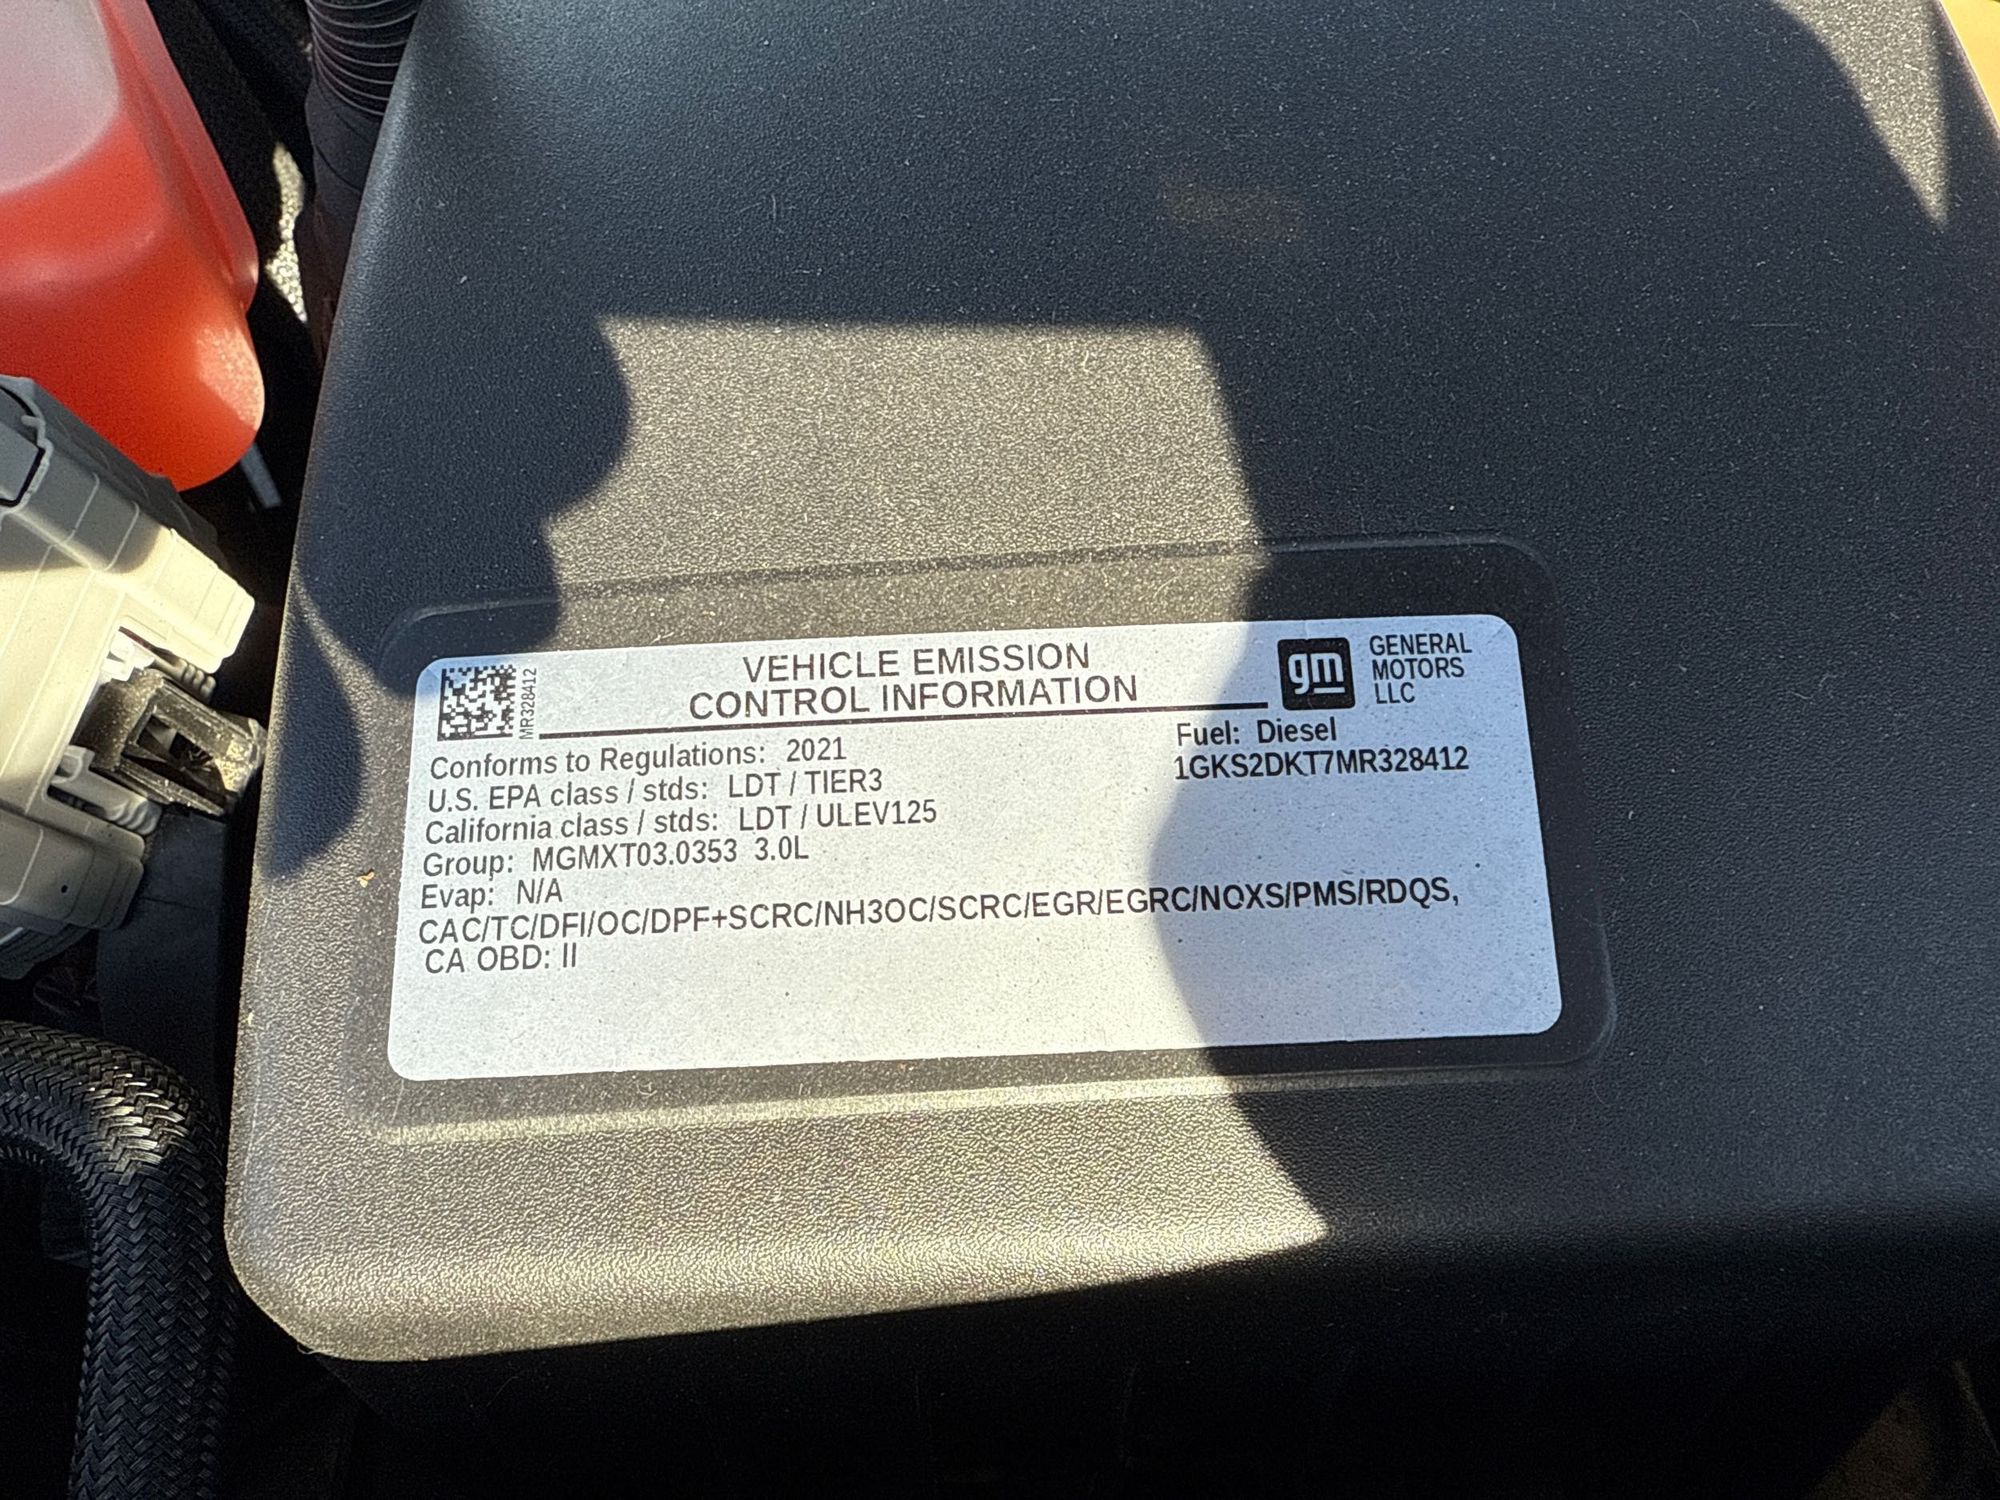 MR328412
VEHICLE EMISSION
CONTROL INFORMATION
gm
GENERAL
MOTORS
LLC
Conforms to Regulations: 2021
U.S. EPA class / stds: LDT / TIER3
California class / stds: LDT / ULEV125
Group: MGMXT03.0353 3.0L
Evap: N/A
Fuel: Diesel
1GKS2DKT7MR328412
CAC/TC/DFI/OC/DPF+SCRC/NH3OC/SCRC/EGR/EGRC/NOXS/PMS/RDQS,
CA OBD: II